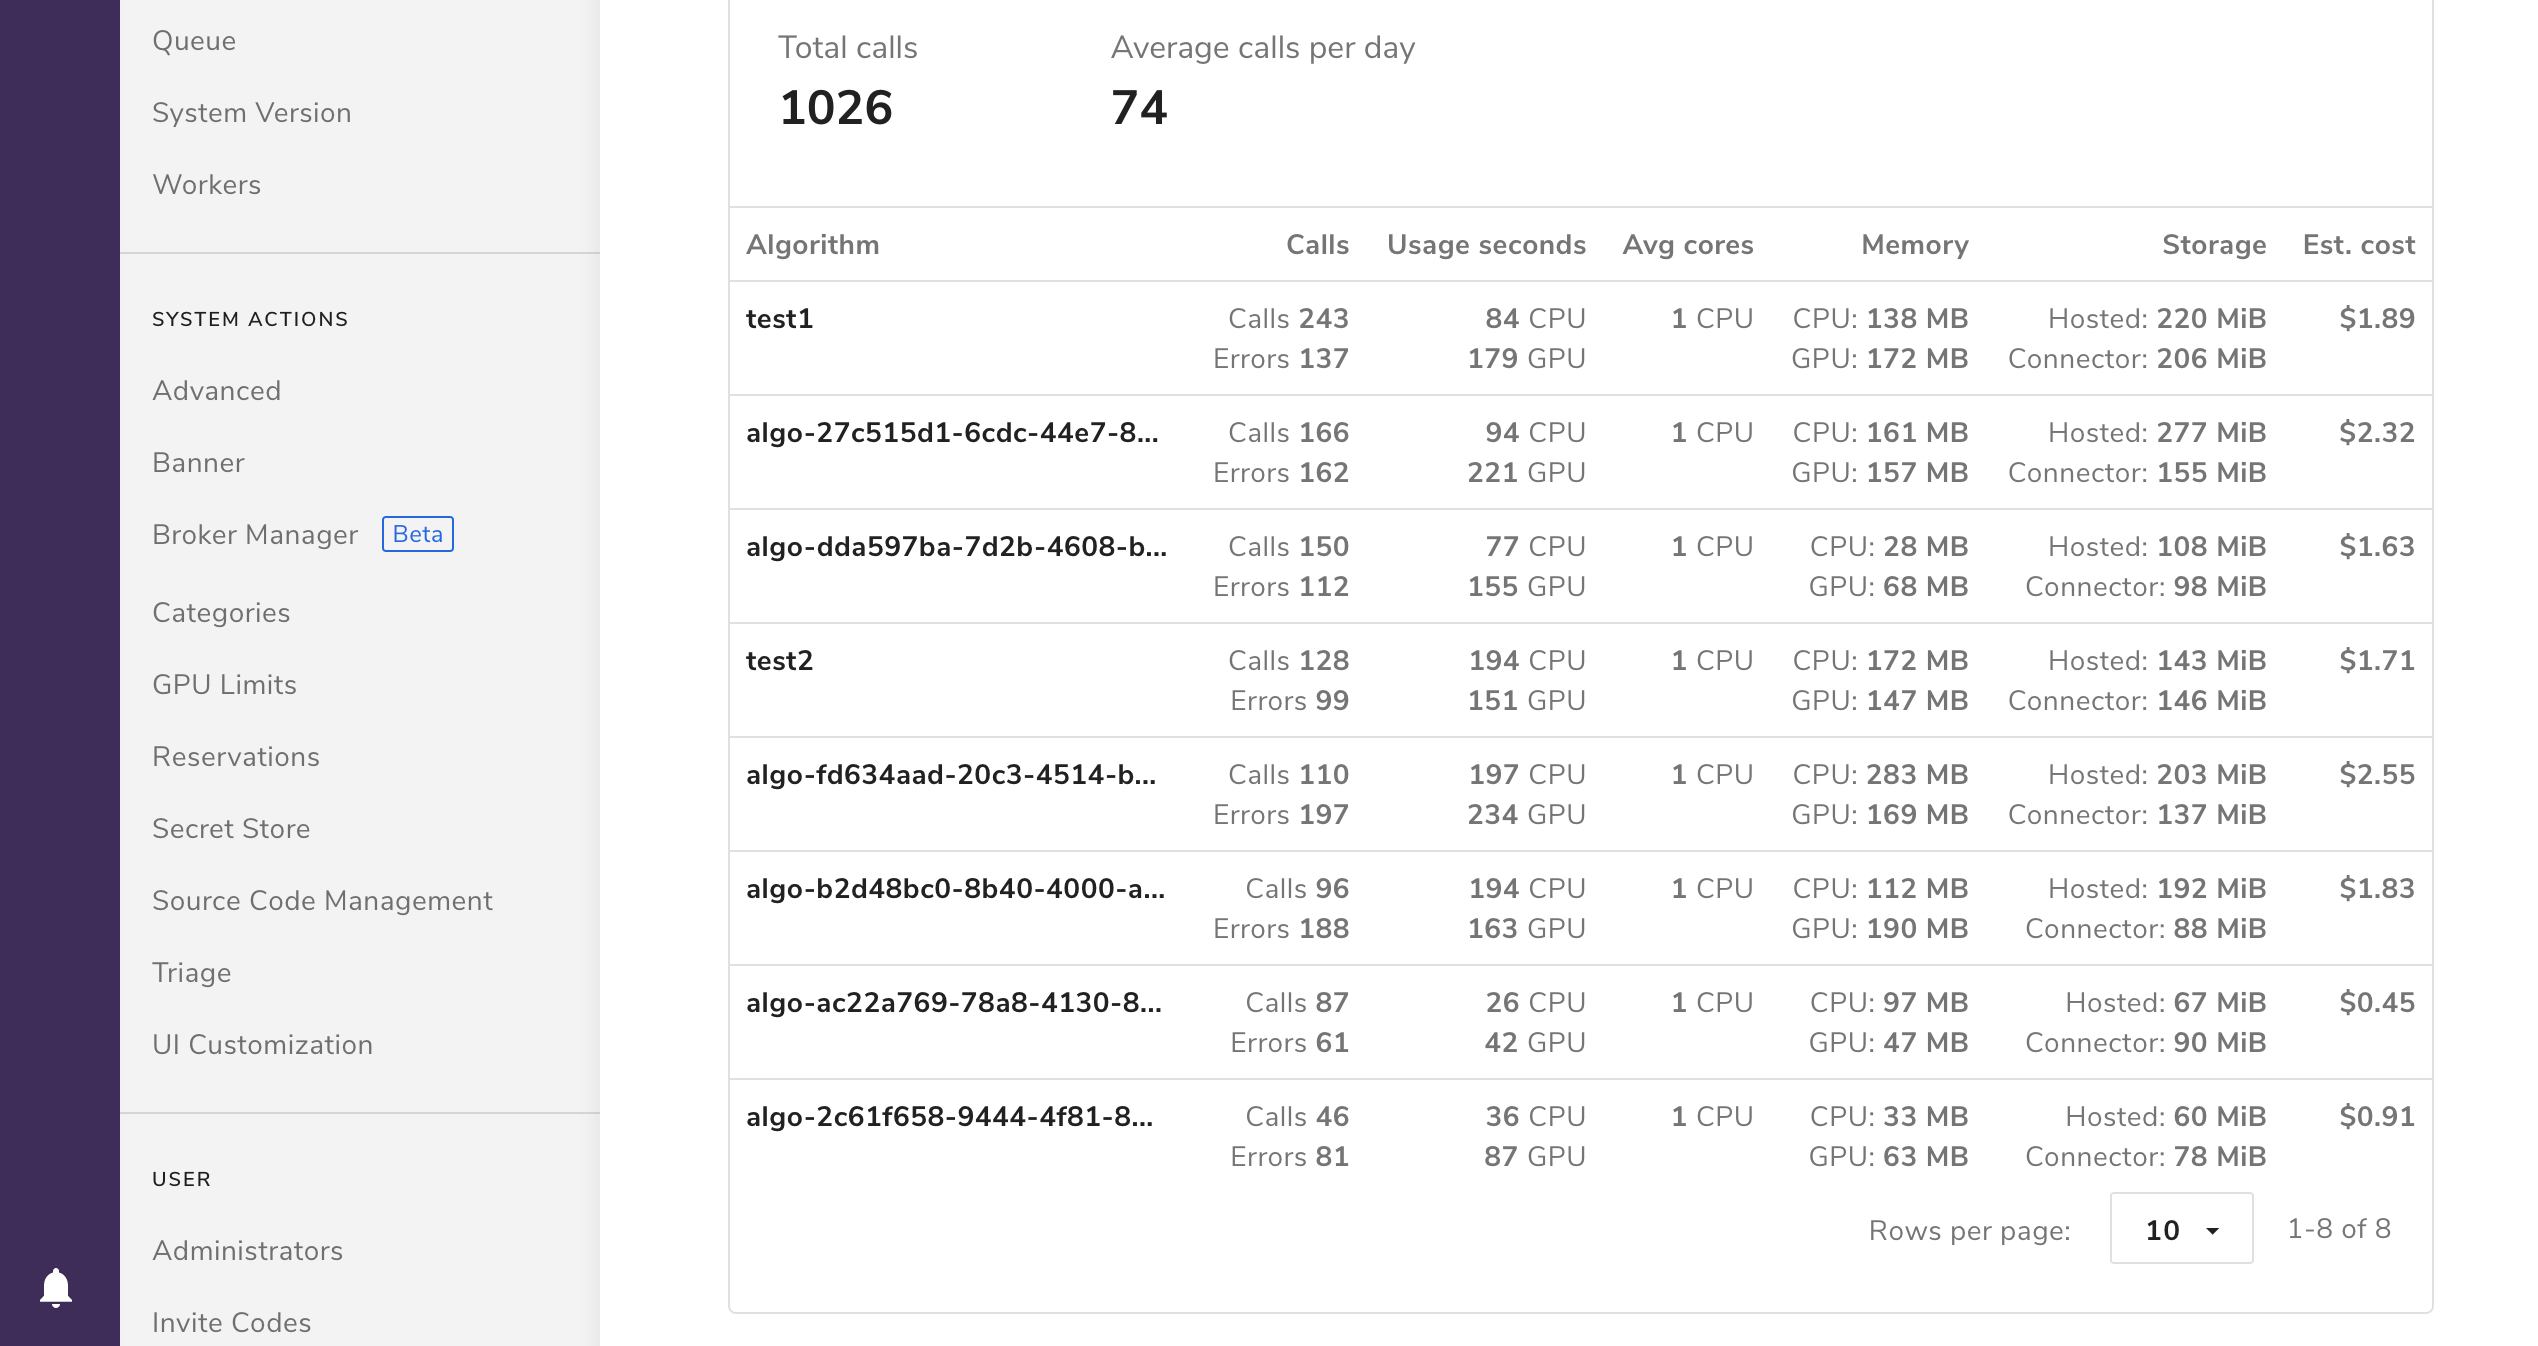 Queue
System Version
Workers
SYSTEM ACTIONS
Advanced
Banner
Broker Manager Beta
Categories
GPU Limits
Reservations
Secret Store
Source Code Management
Triage
UI Customization
USER
Administrators
Invite Codes
Total calls Average calls per day
1026 74
Algorithm Calls Usage seconds Avg cores Memory Storage Est. cost
test1 Calls 243 84 CPU 1 CPU CPU: 138 MB Hosted: 220 MiB $1.89
Errors 137 179 GPU GPU: 172 MB Connector: 206 MiB
algo-27c515d1-6cdc-44e7-8... Calls 166 94 CPU 1 CPU CPU: 161 MB Hosted: 277 MiB $2.32
Errors 162 221 GPU GPU: 157 MB Connector: 155 MiB
algo-dda597ba-7d2b-4608-b... Calls 150 77 CPU 1 CPU CPU: 28 MB Hosted: 108 MiB $1.63
Errors 112 155 GPU GPU: 68 MB Connector: 98 MiB
test2 Calls 128 194 CPU 1 CPU CPU: 172 MB Hosted: 143 MiB $1.71
Errors 99 151 GPU GPU: 147 MB Connector: 146 MiB
algo-fd634aad-20c3-4514-b... Calls 110 197 CPU 1 CPU CPU: 283 MB Hosted: 203 MiB $2.55
Errors 197 234 GPU GPU: 169 MB Connector: 137 MiB
algo-b2d48bc0-8b40-4000-a... Calls 96 194 CPU 1 CPU CPU: 112 MB Hosted: 192 MiB $1.83
Errors 188 163 GPU GPU: 190 MB Connector: 88 MiB
algo-ac22a769-78a8-4130-8... Calls 87 26 CPU 1 CPU CPU: 97 MB Hosted: 67 MiB $0.45
Errors 61 42 GPU GPU: 47 MB Connector: 90 MiB
algo-2c61f658-9444-4f81-8... Calls 46 36 CPU 1 CPU CPU: 33 MB Hosted: 60 MiB $0.91
Errors 81 87 GPU GPU: 63 MB Connector: 78 MiB
Rows per page: 10 1-8 of 8